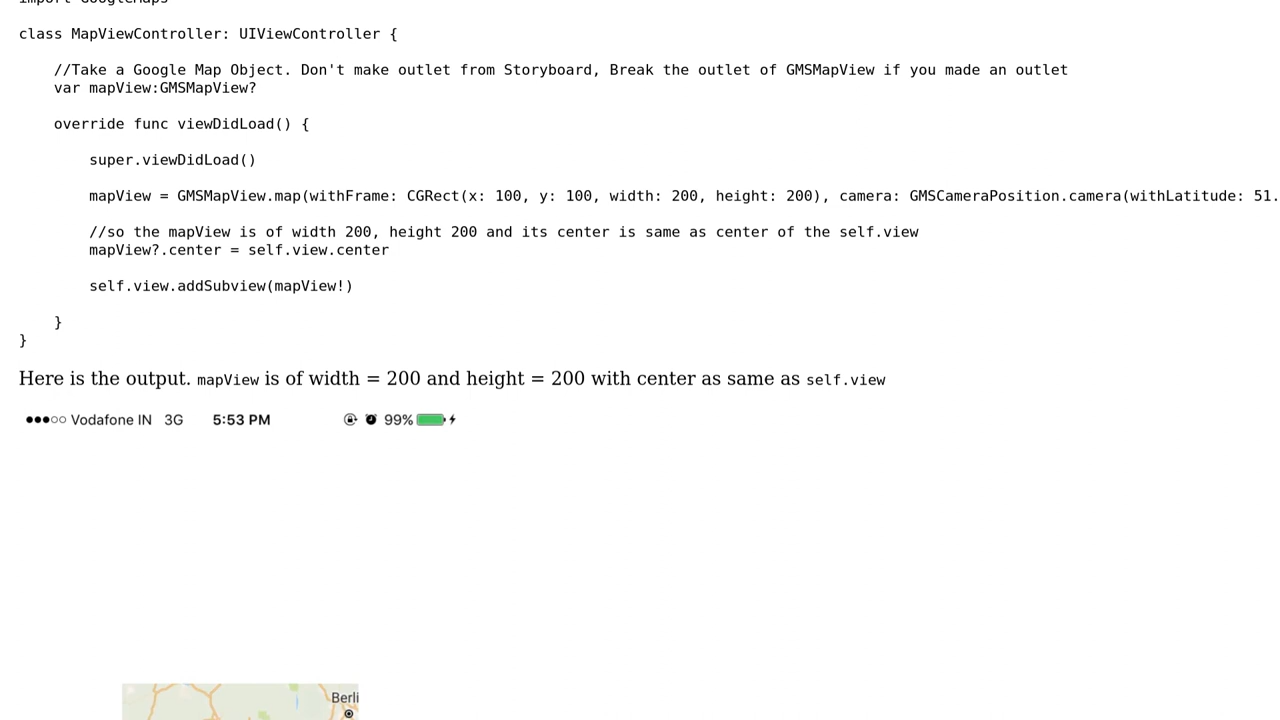 import GoogleMaps
class MapViewController: UIViewController {
//Take a Google Map Object. Don't make outlet from Storyboard, Break the outlet of GMSMapView if you made an outlet
var mapView:GMSMapView?
override func viewDidLoad() {
super.viewDidLoad()
mapView = GMSMapView.map(withFrame: CGRect(x: 100, y: 100, width: 200, height: 200), camera: GMSCameraPosition.camera(withLatitude: 51.
//so the mapView is of width 200, height 200 and its center is same as center of the self.view
mapView?.center = self.view.center
self.view.addSubview(mapView!)
}
}
Here is the output. mapView is of width = 200 and height = 200 with center as same as self.view
Vodafone IN 3G 5:53 PM 99%
Berli